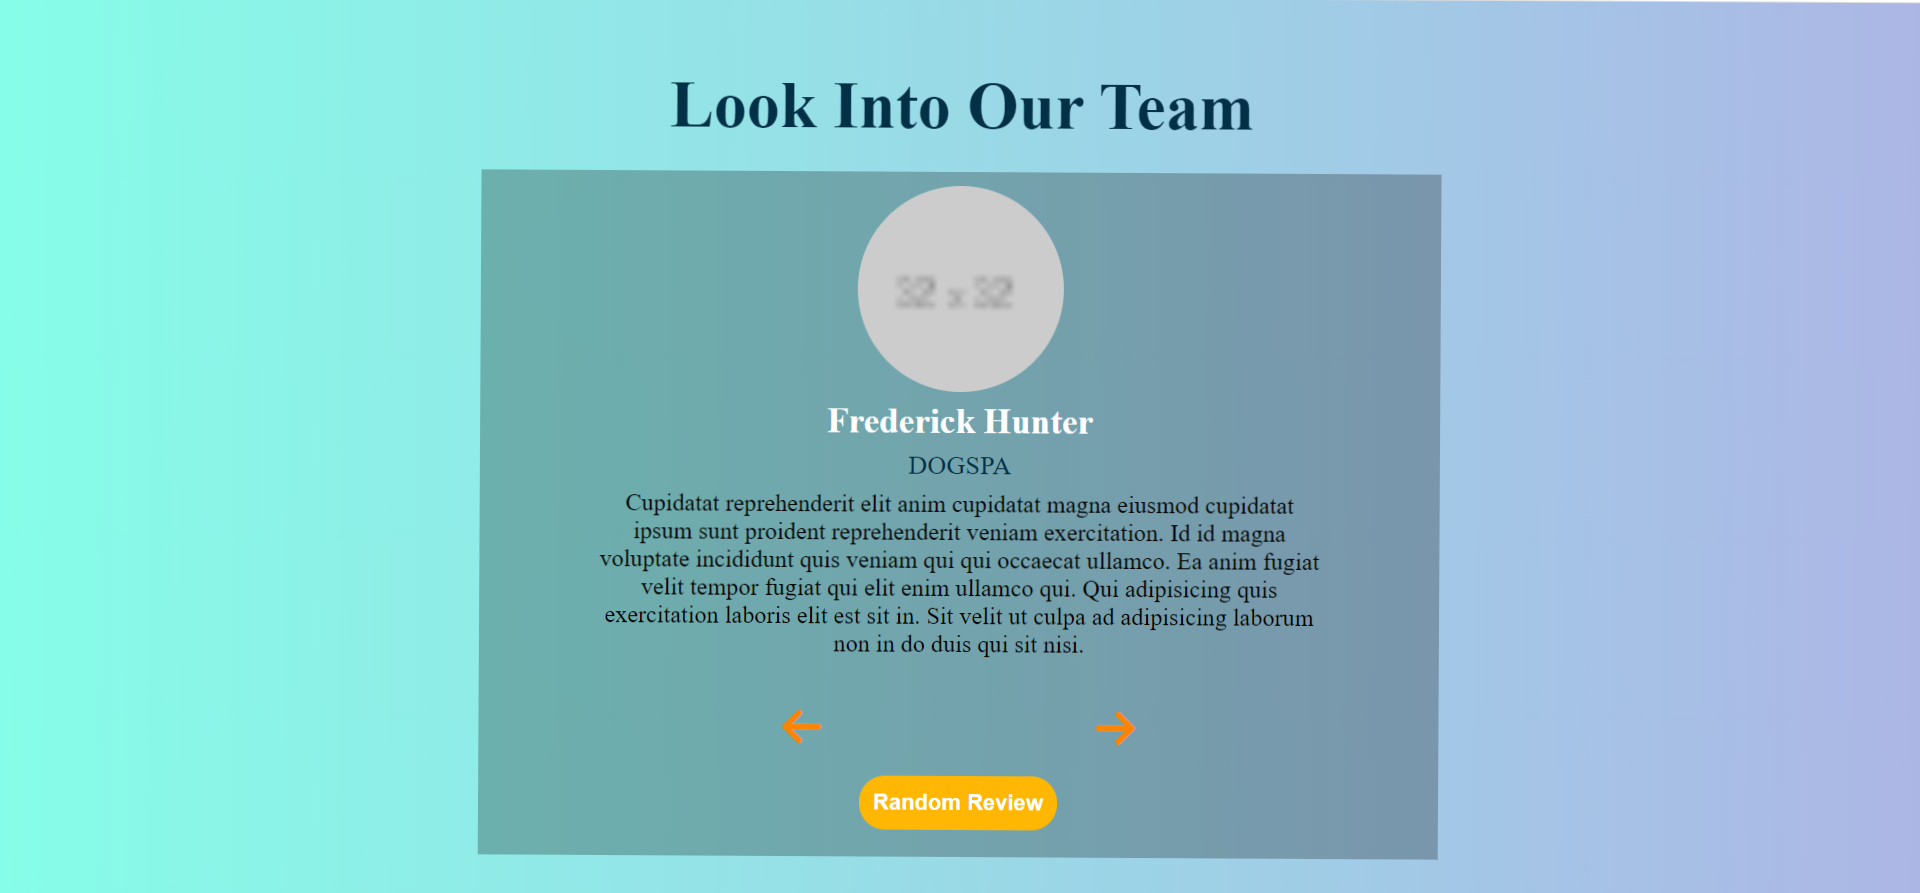 Look Into Our Team
32 x 32
Frederick Hunter
DOGSPA
Cupidatat reprehenderit elit anim cupidatat magna eiusmod cupidatat
ipsum sunt proident reprehenderit veniam exercitation. Id id magna
voluptate incididunt quis veniam qui qui occaecat ullamco. Ea anim fugiat
velit tempor fugiat qui elit enim ullamco qui. Qui adipisicing quis
exercitation laboris elit est sit in. Sit velit ut culpa ad adipisicing laborum
non in do duis qui sit nisi.
Random Review